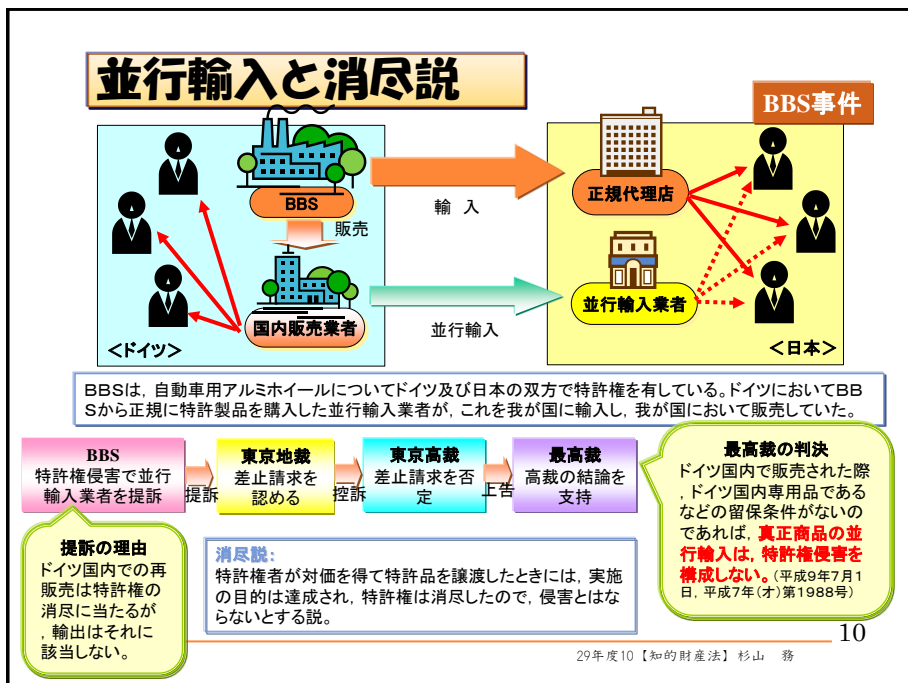 並行輸入と消尽説
BBS事件
BBS
販売
国内販売業者
<ドイツ>
輸 入
並行輸入
正規代理店
並行輸入業者
<日本>
BBSは，自動車用アルミホイールについてドイツ及び日本の双方で特許権を有している。ドイツにおいてBB
Sから正規に特許製品を購入した並行輸入業者が，これを我が国に輸入し，我が国において販売していた。
BBS
特許権侵害で並行
輸入業者を提訴
提訴
東京地裁
差止請求を
認める
控訴
東京高裁
差止請求を否
定
上告
最高裁
高裁の結論を
支持
最高裁の判決
ドイツ国内で販売された際
，ドイツ国内専用品である
などの留保条件がないの
であれば，真正商品の並
行輸入は，特許権侵害を
構成しない。（平成9年7月1
日，平成7年(オ)第1988号）
提訴の理由
ドイツ国内での再
販売は特許権の
消尽に当たるが
，輸出はそれに
該当しない。
消尽説：
特許権者が対価を得て特許品を譲渡したときには，実施
の目的は達成され，特許権は消尽したので，侵害とはな
らないとする説。
10
29年度10【知的財産法】杉山 務